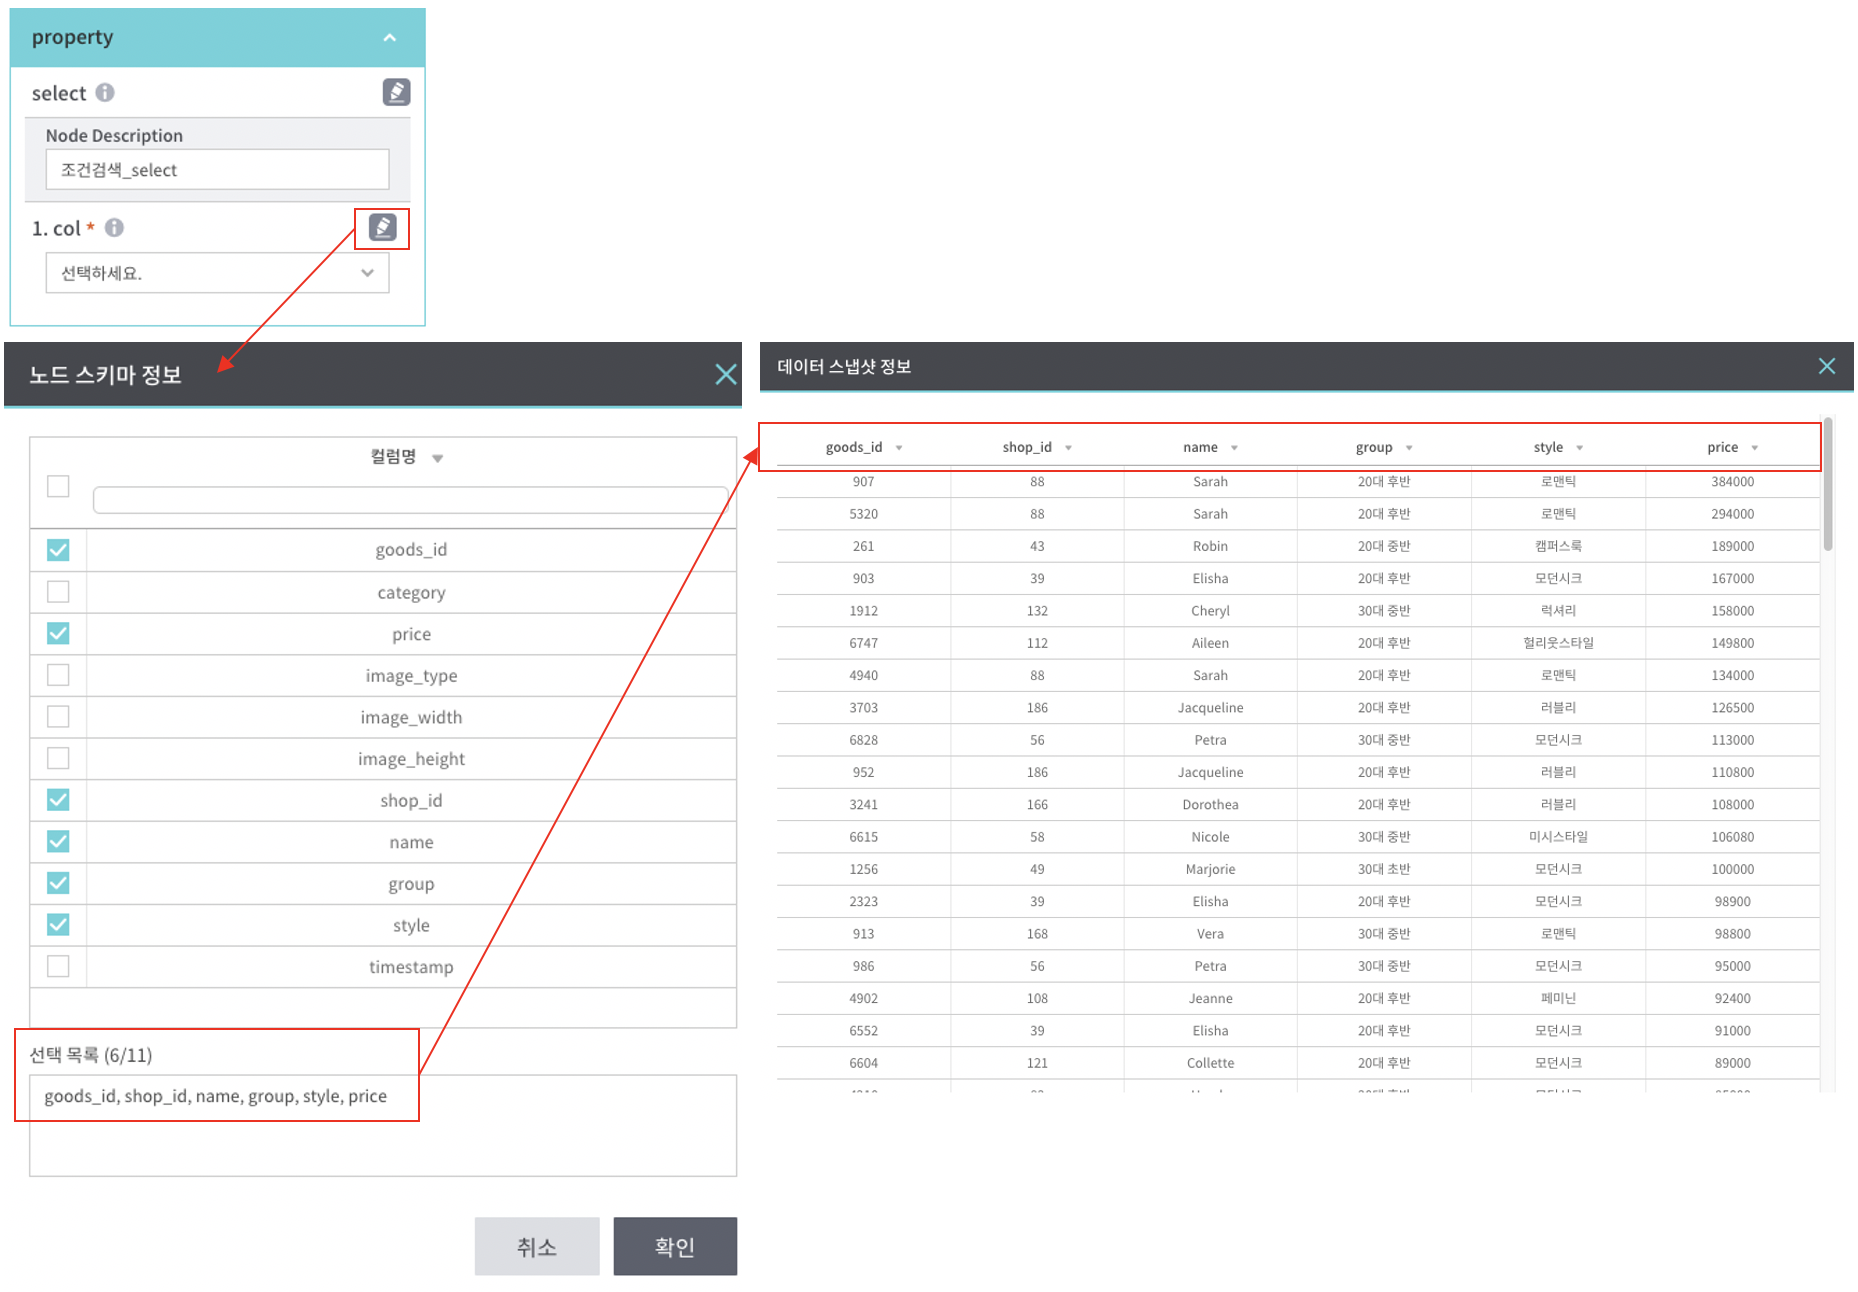 property
select
Node Description
조건검색_select
1. col *
선택하세요.
노드 스키마 정보
컬럼명
goods_id
category
price
image_type
image_width
image_height
shop_id
name
group
style
timestamp
선택 목록 (6/11)
goods_id, shop_id, name, group, style, price
취소 확인
데이터 스냅샷 정보
goods_id shop_id name group style price
907 88 Sarah 20대 후반 로맨틱 384000
5320 88 Sarah 20대 후반 로맨틱 294000
261 43 Robin 20대 중반 캠퍼스룩 189000
903 39 Elisha 20대 후반 모던시크 167000
1912 132 Cheryl 30대 중반 럭셔리 158000
6747 112 Aileen 20대 후반 헐리웃스타일 149800
4940 88 Sarah 20대 후반 로맨틱 134000
3703 186 Jacqueline 20대 후반 러블리 126500
6828 56 Petra 30대 중반 모던시크 113000
952 186 Jacqueline 20대 후반 러블리 110800
3241 166 Dorothea 20대 후반 러블리 108000
6615 58 Nicole 30대 중반 미시스타일 106080
1256 49 Marjorie 30대 초반 모던시크 100000
2323 39 Elisha 20대 후반 모던시크 98900
913 168 Vera 30대 중반 로맨틱 98800
986 56 Petra 30대 중반 모던시크 95000
4902 108 Jeanne 20대 후반 페미닌 92400
6552 39 Elisha 20대 후반 모던시크 91000
6604 121 Collette 20대 후반 모던시크 89000